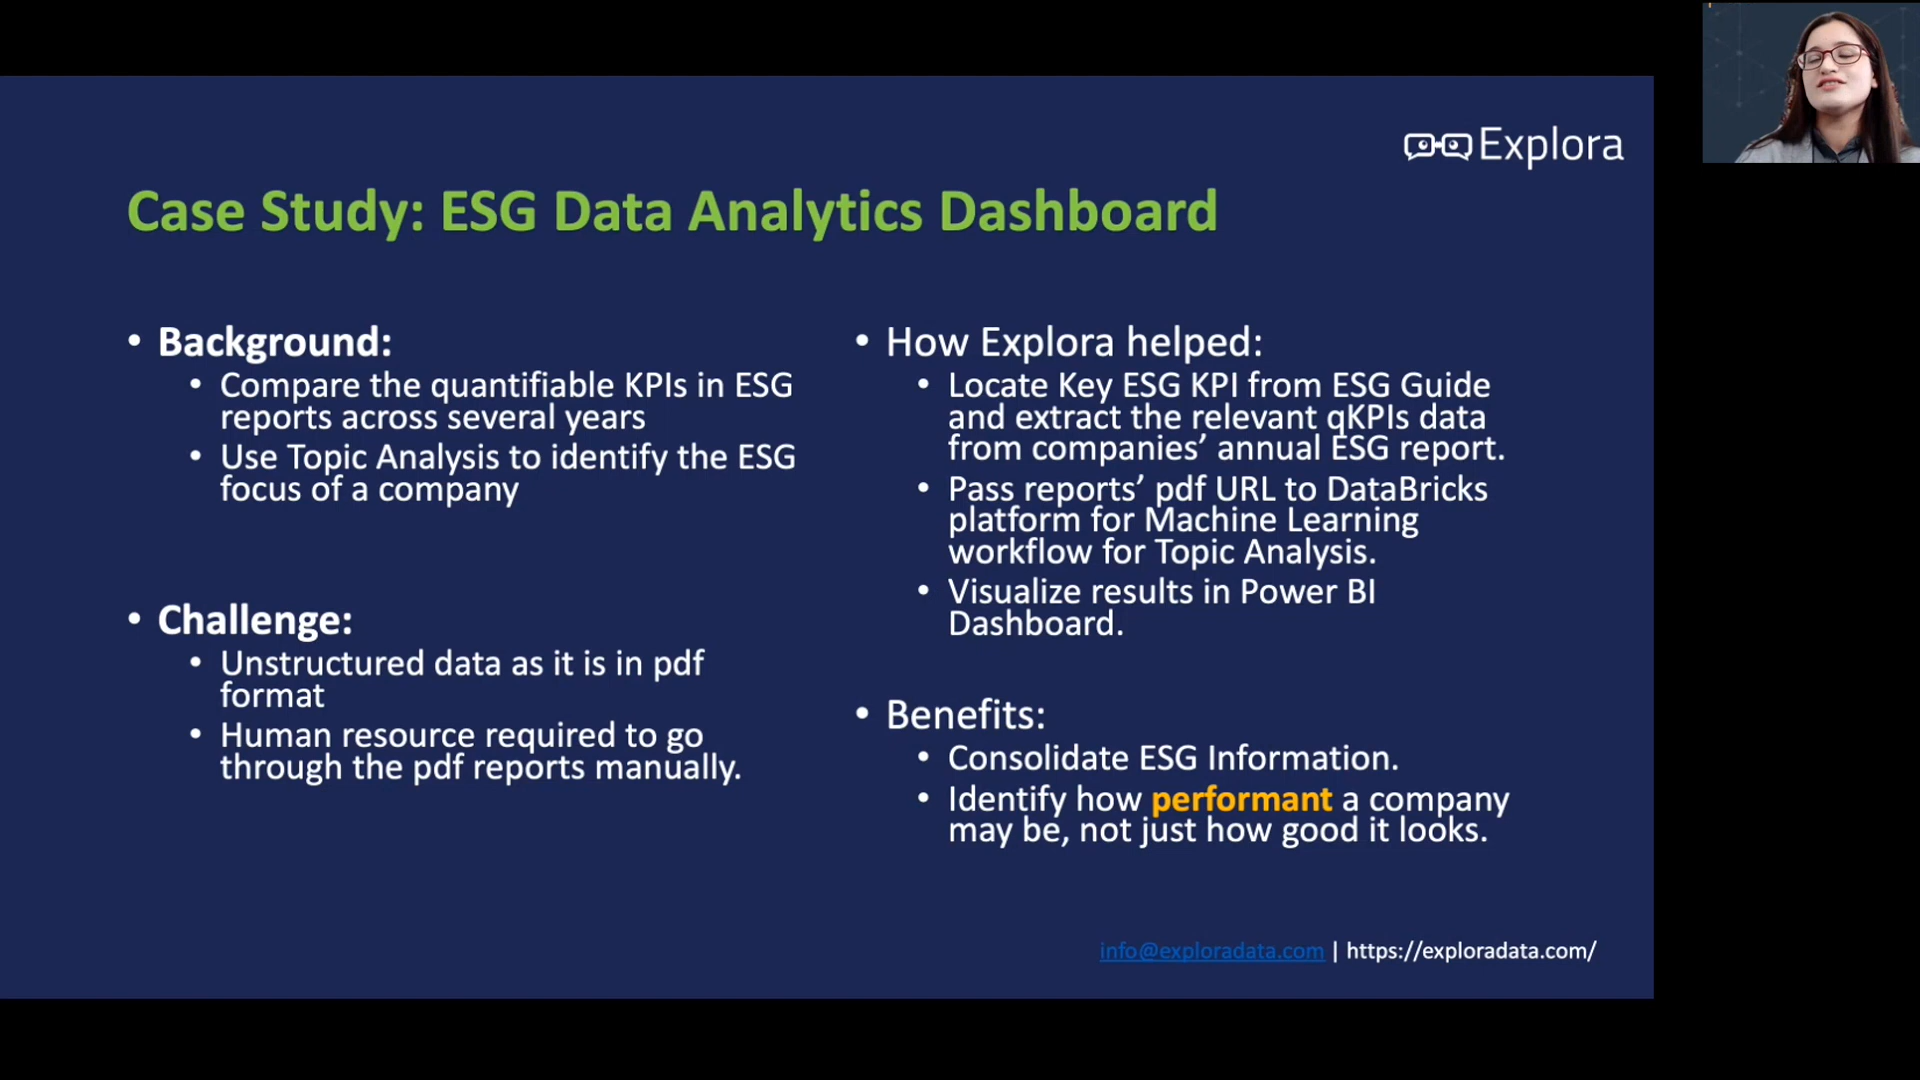 Explora
Case Study: ESG Data Analytics Dashboard
• Background:
• Compare the quantifiable KPIs in ESG
reports across several years
• Use Topic Analysis to identify the ESG
focus of a company
• Challenge:
• Unstructured data as it is in pdf
format
• Human resource required to go
through the pdf reports manually.
• How Explora helped:
• Locate Key ESG KPI from ESG Guide
and extract the relevant qKPIs data
from companies’ annual ESG report.
• Pass reports’ pdf URL to DataBricks
platform for Machine Learning
workflow for Topic Analysis.
• Visualize results in Power BI
Dashboard.
• Benefits:
• Consolidate ESG Information.
• Identify how performant a company
may be, not just how good it looks.
info@exploradata.com | https://exploradata.com/